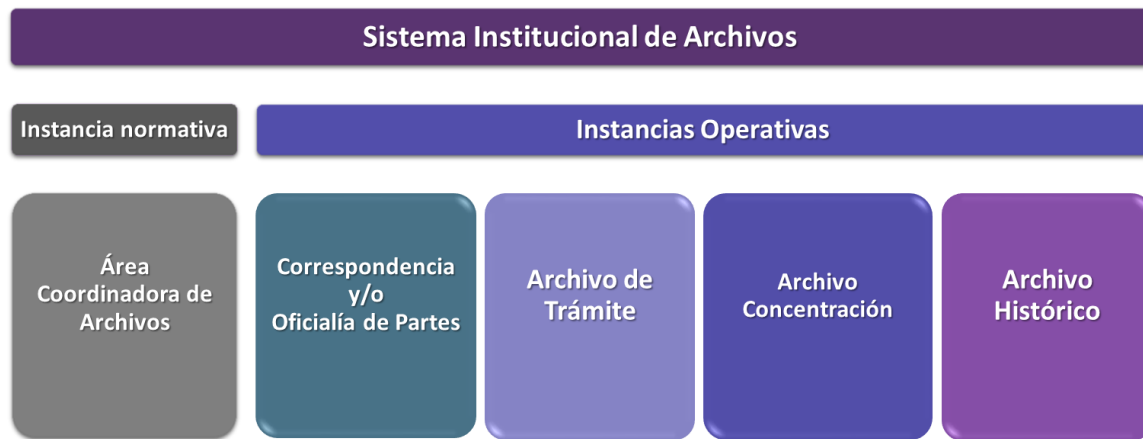 Sistema Institucional de Archivos
Instancia normativa
Instancias Operativas
Área
Coordinadora de
Archivos
Correspondencia
y/o
Oficialía de Partes
Archivo de
Trámite
Archivo
Concentración
Archivo
Histórico